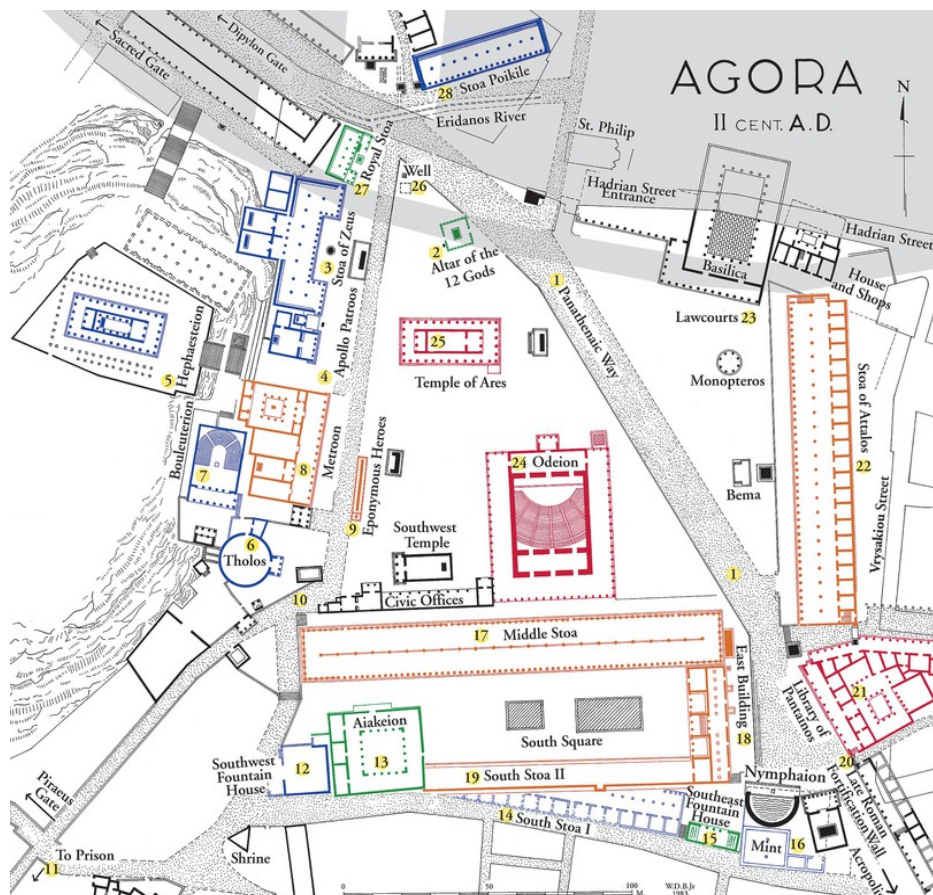 AGORA
II CENT. A.D.
N
Sacred Gate
Dipylon Gate
28 Stoa Poikile
Eridanos River
St. Philip
Royal Stoa
27
Well
26
Hadrian Street
Entrance
Hadrian Street
2
Altar of the
12 Gods
3
Stoa of Zeus
1
Panathenaic Way
Basilica
House
and Shops
Lawcourts 23
Apollo Patroos
4
5
Hephaesteion
25
Temple of Ares
Monopteros
Stoa of Attalos
22
Vrysakiou Street
Bouleuterion
7
8
Metroon
Eponymous Heroes
9
24 Odeion
Bema
6
Tholos
Southwest
Temple
1
10
Civic Offices
17 Middle Stoa
East Building
18
Library of
Pantainos
21
Aiakeion
13
South Square
Southwest
Fountain
House
12
19 South Stoa II
20
Nymphaion
Late Roman
Fortification Wall
14 South Stoa I
Southeast
Fountain
House
15
Mint
16
Acropolis
Piraeus
Gate
To Prison
11
Shrine
0 50 100
M.
W.D.B.Jr
1983